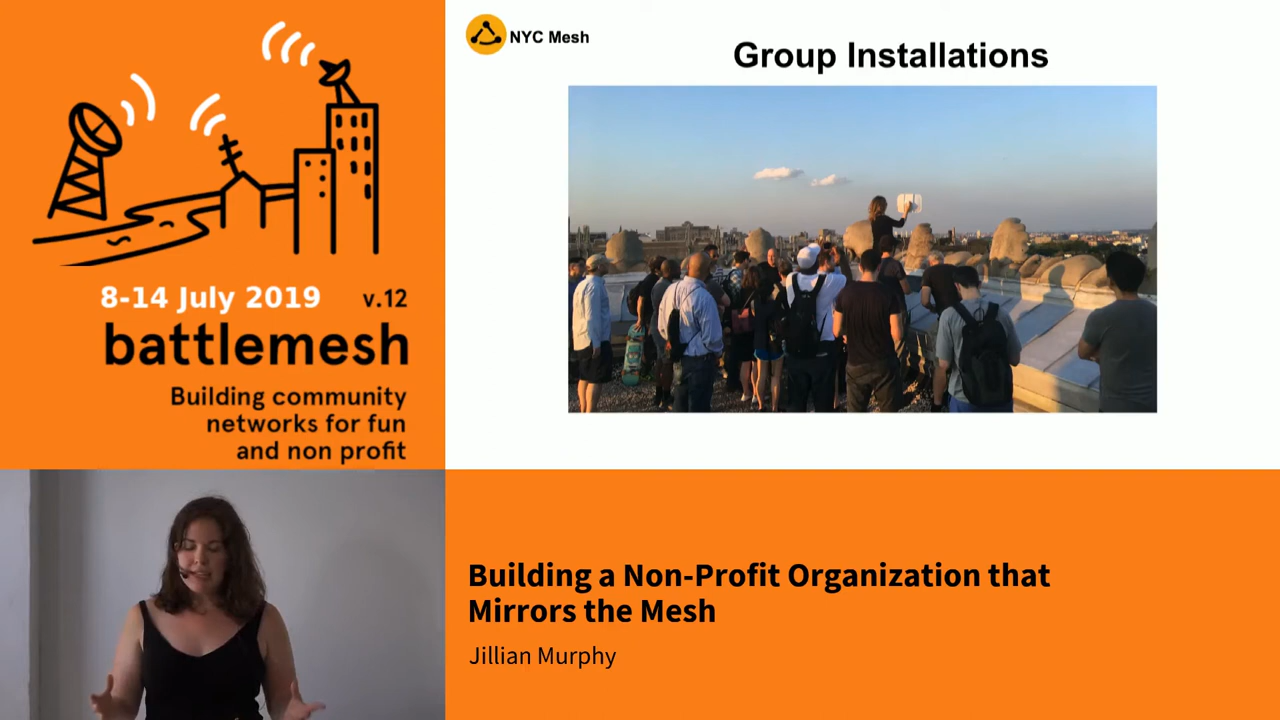 8-14 July 2019 v.12
battlemesh
Building community
networks for fun
and non profit
NYC Mesh
Group Installations
Building a Non-Profit Organization that
Mirrors the Mesh
Jillian Murphy